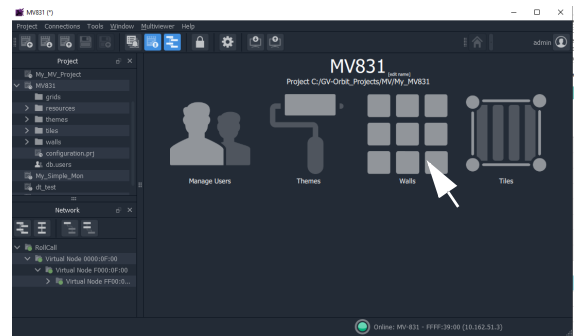 MV831 (*)
Project Connections Tools Window Multiviewer Help
admin
Project
My_MV_Project
MV831
grids
resources
themes
tiles
walls
configuration.prj
db.users
My_Simple_Mon
dt_test
Network
RollCall
Virtual Node 0000:0F:00
Virtual Node F000:0F:00
Virtual Node FF00:0...
MV831 [edit name]
Project C:/GV-Orbit_Projects/MV/My_MV831
Manage Users
Themes
Walls
Tiles
Online: MV-831 - FFFF:39:00 (10.162.51.3)